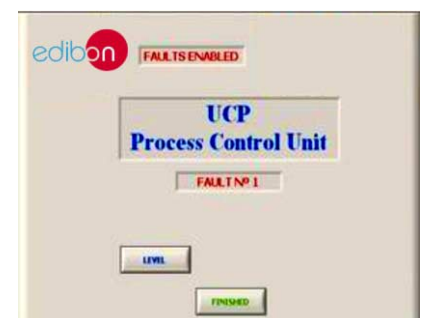 edibon
FAULTS ENABLED
UCP
Process Control Unit
FAULT Nº 1
LEVEL
FINISHED